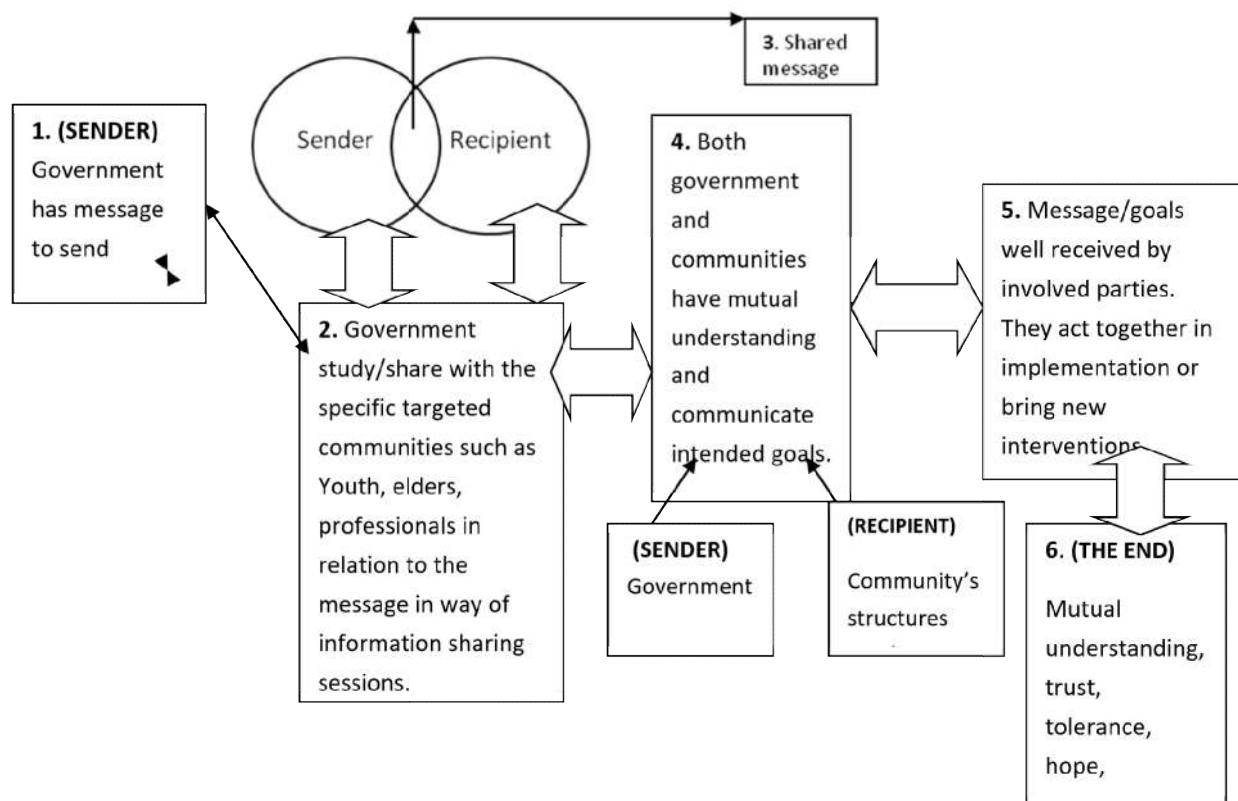 1. (SENDER)
Government
has message
to send
Sender
Recipient
2. Government
study/share with the
specific targeted
communities such as
Youth, elders,
professionals in
relation to the
message in way of
information sharing
sessions.
3. Shared
message
4. Both
government
and
communities
have mutual
understanding
and
communicate
intended goals.
(SENDER)
Government
(RECIPIENT)
Community’s
structures
5. Message/goals
well received by
involved parties.
They act together in
implementation or
bring new
interventions
6. (THE END)
Mutual
understanding,
trust,
tolerance,
hope,